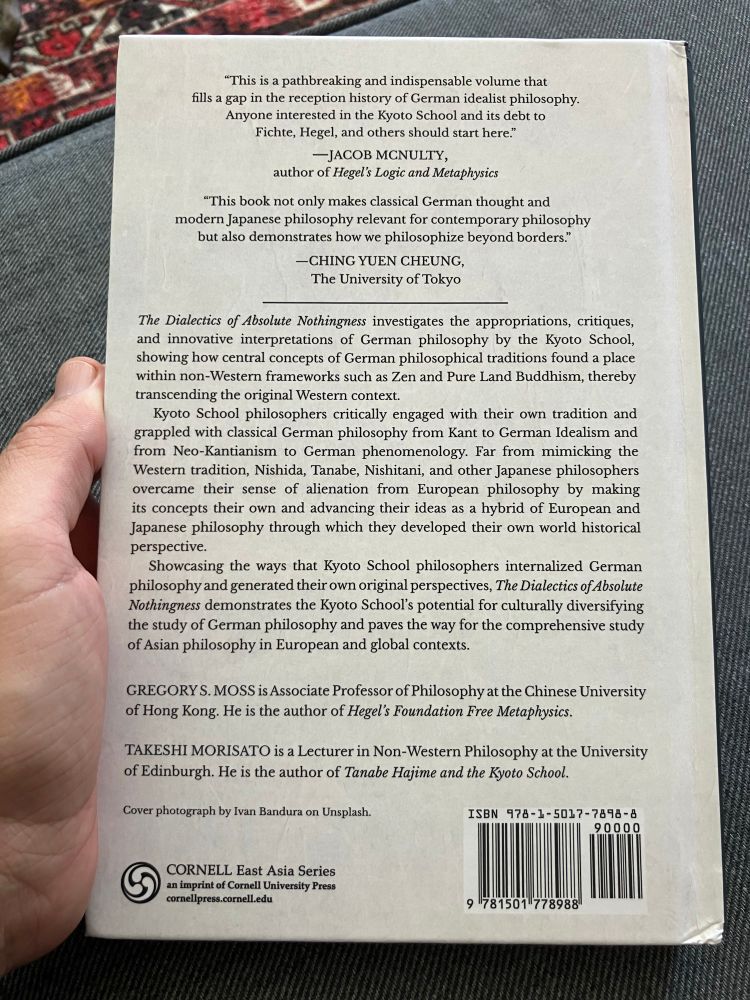 “This is a pathbreaking and indispensable volume that
fills a gap in the reception history of German idealist philosophy.
Anyone interested in the Kyoto School and its debt to
Fichte, Hegel, and others should start here.”
—JACOB MCNULTY,
author of Hegel’s Logic and Metaphysics
“This book not only makes classical German thought and
modern Japanese philosophy relevant for contemporary philosophy
but also demonstrates how we philosophize beyond borders.”
—CHING YUEN CHEUNG,
The University of Tokyo
The Dialectics of Absolute Nothingness investigates the appropriations, critiques,
and innovative interpretations of German philosophy by the Kyoto School,
showing how central concepts of German philosophical traditions found a place
within non-Western frameworks such as Zen and Pure Land Buddhism, thereby
transcending the original Western context.
Kyoto School philosophers critically engaged with their own tradition and
grappled with classical German philosophy from Kant to German Idealism and
from Neo-Kantianism to German phenomenology. Far from mimicking the
Western tradition, Nishida, Tanabe, Nishitani, and other Japanese philosophers
overcame their sense of alienation from European philosophy by making
its concepts their own and advancing their ideas as a hybrid of European and
Japanese philosophy through which they developed their own world historical
perspective.
Showcasing the ways that Kyoto School philosophers internalized German
philosophy and generated their own original perspectives, The Dialectics of Absolute
Nothingness demonstrates the Kyoto School’s potential for culturally diversifying
the study of German philosophy and paves the way for the comprehensive study
of Asian philosophy in European and global contexts.
GREGORY S. MOSS is Associate Professor of Philosophy at the Chinese University
of Hong Kong. He is the author of Hegel’s Foundation Free Metaphysics.
TAKESHI MORISATO is a Lecturer in Non-Western Philosophy at the University
of Edinburgh. He is the author of Tanabe Hajime and the Kyoto School.
Cover photograph by Ivan Bandura on Unsplash.
CORNELL East Asia Series
an imprint of Cornell University Press
cornellpress.cornell.edu
ISBN 978-1-5017-7898-8
90000
9 781501 778988